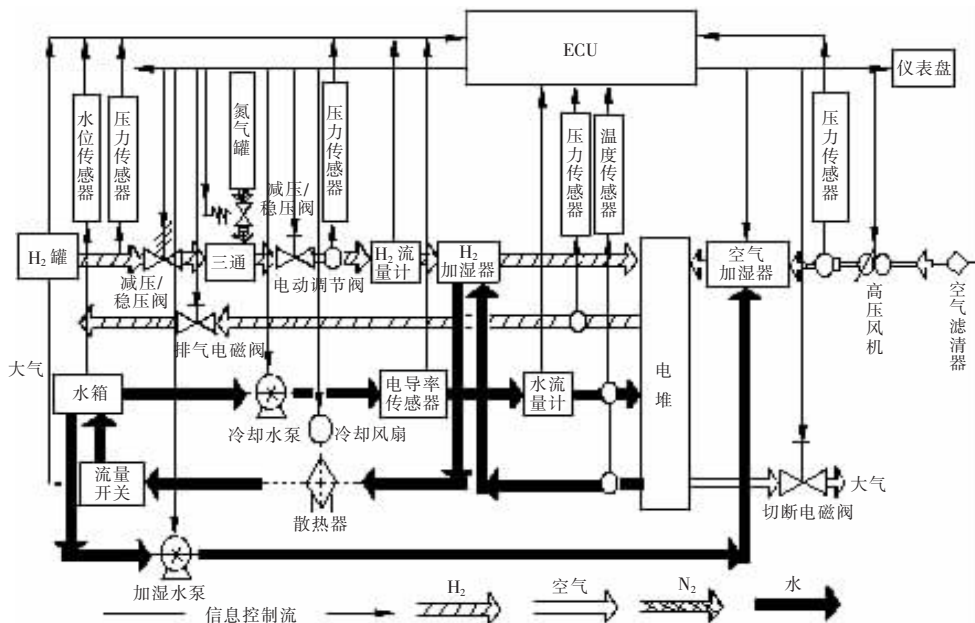 ECU
仪表盘
水位传感器
压力传感器
氮气罐
减压/
稳压阀
压力传感器
压力传感器
温度传感器
压力传感器
H₂罐
减压/
稳压阀
三通
电动调节阀
H₂流
量计
H₂
加湿器
空气
加湿器
高压风机
空气滤清器
排气电磁阀
大气
水箱
冷却水泵
冷却风扇
电导率
传感器
水流
量计
电堆
流量
开关
散热器
切断电磁阀
大气
加湿水泵
信息控制流
H₂
空气
N₂
水